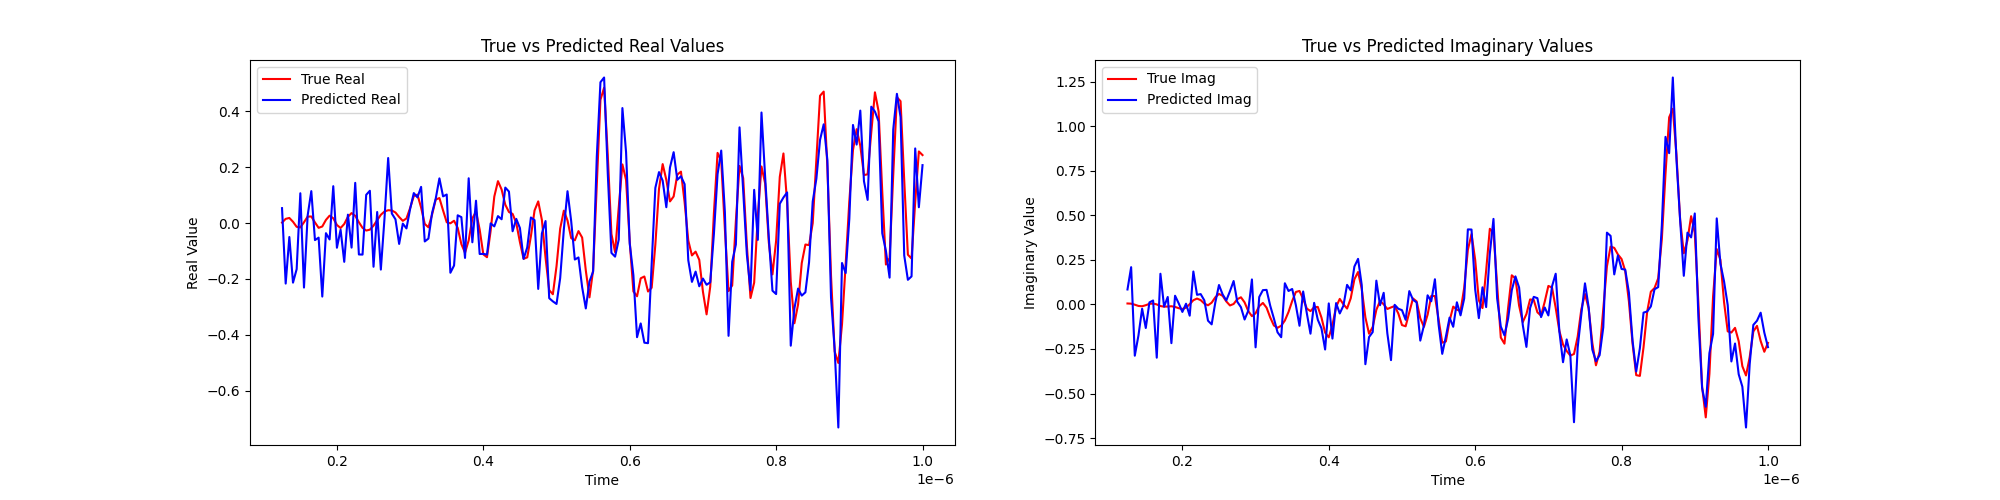 True vs Predicted Real Values
True Real
Predicted Real
0.4
0.2
0.0
−0.2
−0.4
−0.6
Real Value
0.2
0.4
0.6
0.8
1.0
1e−6
Time
True vs Predicted Imaginary Values
True Imag
Predicted Imag
1.25
1.00
0.75
0.50
0.25
0.00
−0.25
−0.50
−0.75
Imaginary Value
0.2
0.4
0.6
0.8
1.0
1e−6
Time